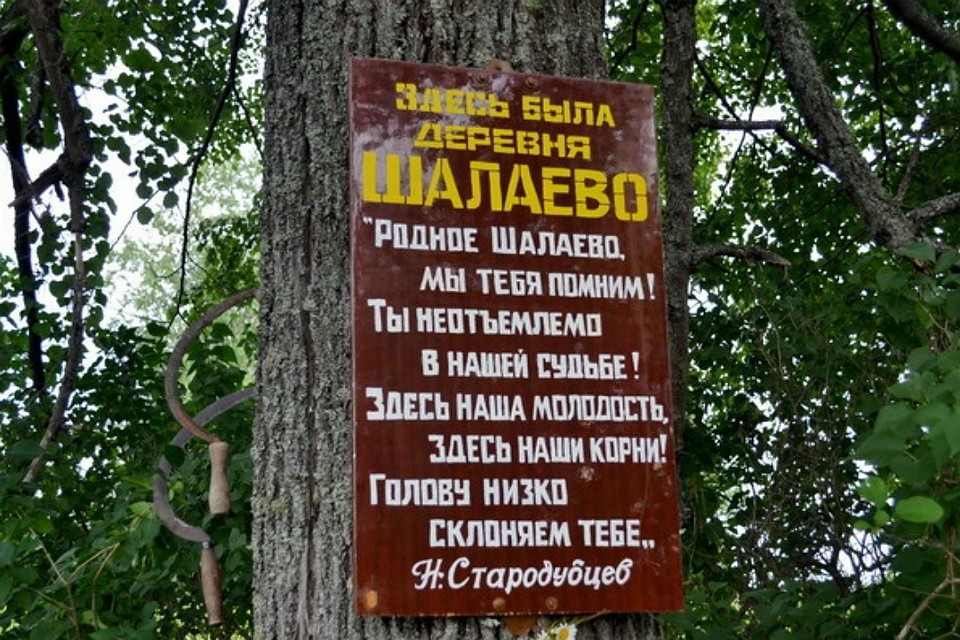 ЗДЕСЬ БЫЛА
ДЕРЕВНЯ
ШАЛАЕВО
"РОДНОЕ ШАЛАЕВО,
МЫ ТЕБЯ ПОМНИМ!
ТЫ НЕОТЪЕМЛЕМО
В НАШЕЙ СУДЬБЕ!
ЗДЕСЬ НАША МОЛОДОСТЬ,
ЗДЕСЬ НАШИ КОРНИ!
ГОЛОВУ НИЗКО
СКЛОНЯЕМ ТЕБЕ„
Н. Стародубцев